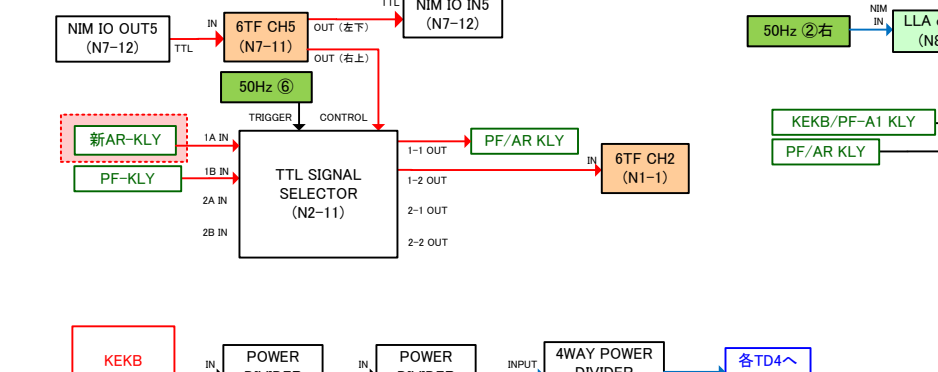 TTL
NIM IO IN5
(N7-12)
NIM IO OUT5
(N7-12)
TTL
IN
6TF CH5
(N7-11)
OUT (左下)
OUT (右上)
50Hz ⑥
TRIGGER
CONTROL
新AR-KLY
PF-KLY
1A IN
1B IN
2A IN
2B IN
TTL SIGNAL
SELECTOR
(N2-11)
1-1 OUT
1-2 OUT
2-1 OUT
2-2 OUT
PF/AR KLY
IN
6TF CH2
(N1-1)
50Hz ②右
NIM
IN
LLA
(N8
KEKB/PF-A1 KLY
PF/AR KLY
KEKB
IN
POWER
IN
POWER
INPUT
4WAY POWER
DIVIDER
各TD4へ